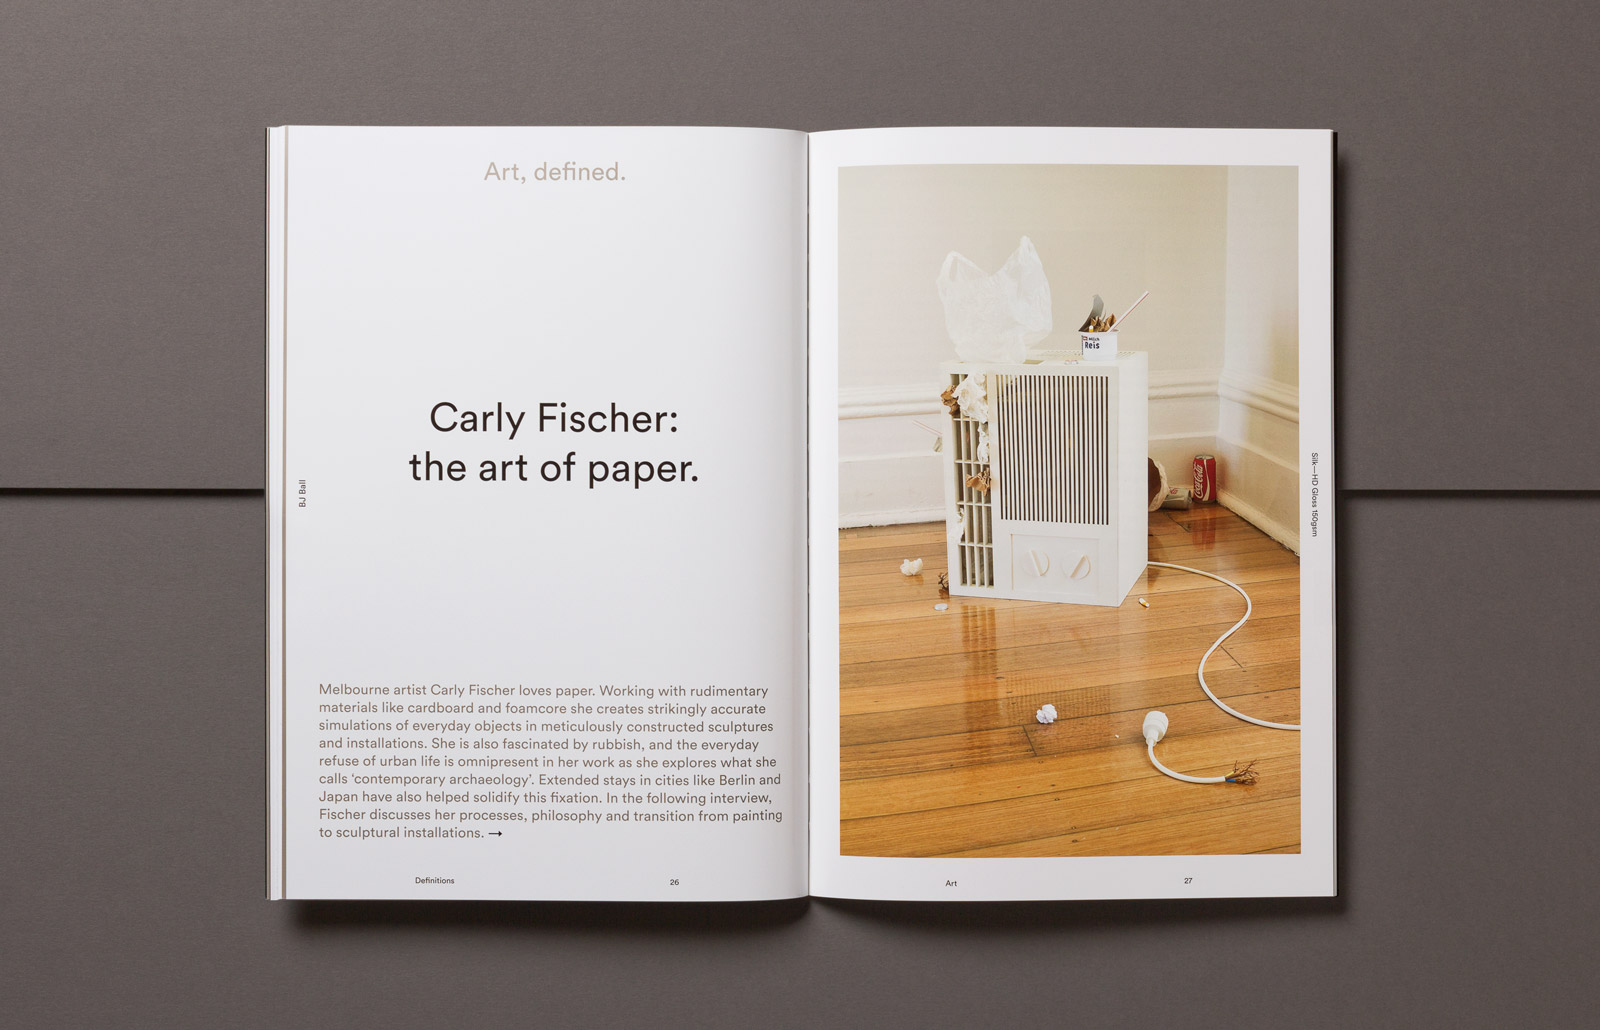 Art, defined.
Carly Fischer:
the art of paper.
BJ Ball
Melbourne artist Carly Fischer loves paper. Working with rudimentary
materials like cardboard and foamcore she creates strikingly accurate
simulations of everyday objects in meticulously constructed sculptures
and installations. She is also fascinated by rubbish, and the everyday
refuse of urban life is omnipresent in her work as she explores what she
calls ‘contemporary archaeology’. Extended stays in cities like Berlin and
Japan have also helped solidify this fixation. In the following interview,
Fischer discusses her processes, philosophy and transition from painting
to sculptural installations. →
Definitions
26
Milch
Reis
Coca-Cola
Silk—HD Gloss 150gsm
Art
27